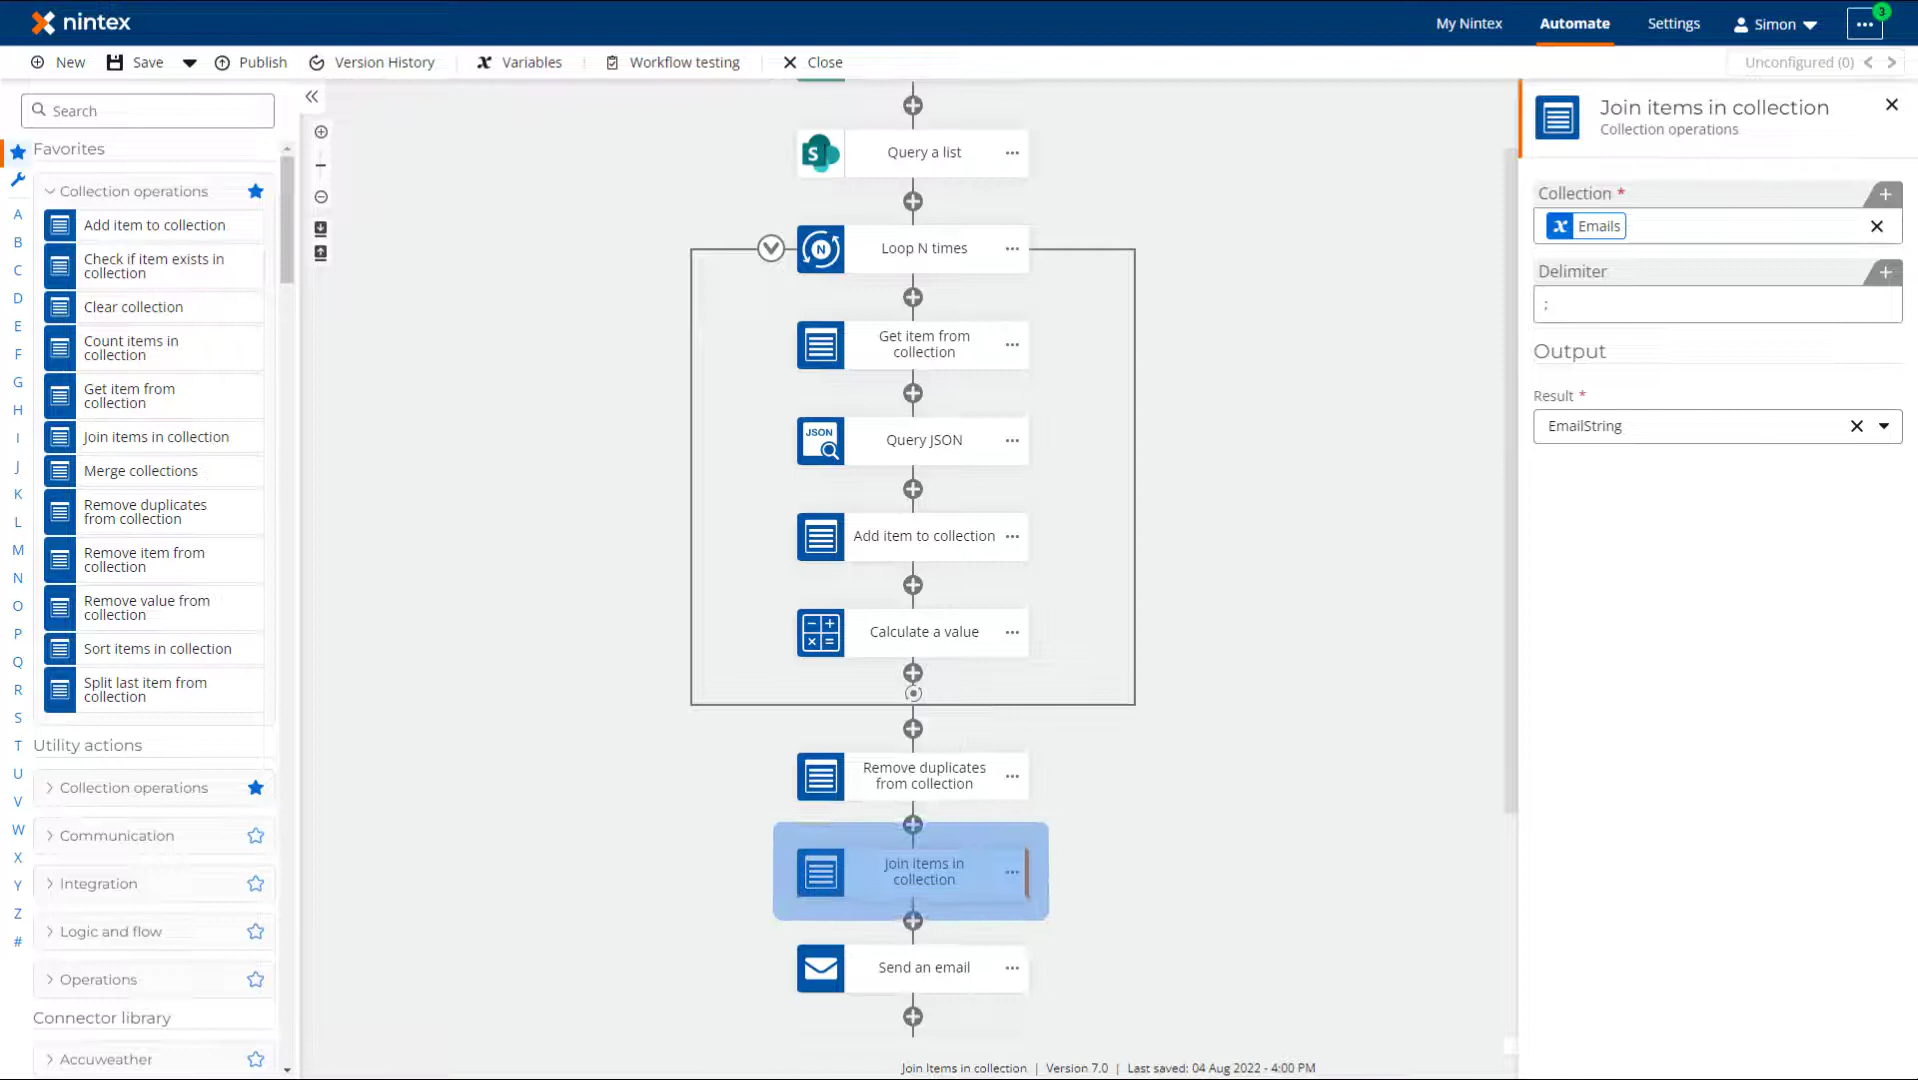 nintex
My Nintex
Automate
Settings
Simon
3
New
Save
Publish
Version History
Variables
Workflow testing
Close
Unconfigured (0)
Search
Favorites
Collection operations
Add item to collection
Check if item exists in
collection
Clear collection
Count items in
collection
Get item from
collection
Join items in collection
Merge collections
Remove duplicates
from collection
Remove item from
collection
Remove value from
collection
Sort items in collection
Split last item from
collection
Utility actions
Collection operations
Communication
Integration
Logic and flow
Operations
Connector library
Accuweather
A
B
C
D
E
F
G
H
I
J
K
L
M
N
O
P
Q
R
S
T
U
V
W
X
Y
Z
#
S
Query a list
N
Loop N times
Get item from
collection
JSON
Query JSON
Add item to collection
Calculate a value
Remove duplicates
from collection
Join items in
collection
Send an email
Join Items in collection | Version 7.0 | Last saved: 04 Aug 2022 - 4:00 PM
Join items in collection
Collection operations
Collection *
Emails
Delimiter
;
Output
Result *
EmailString